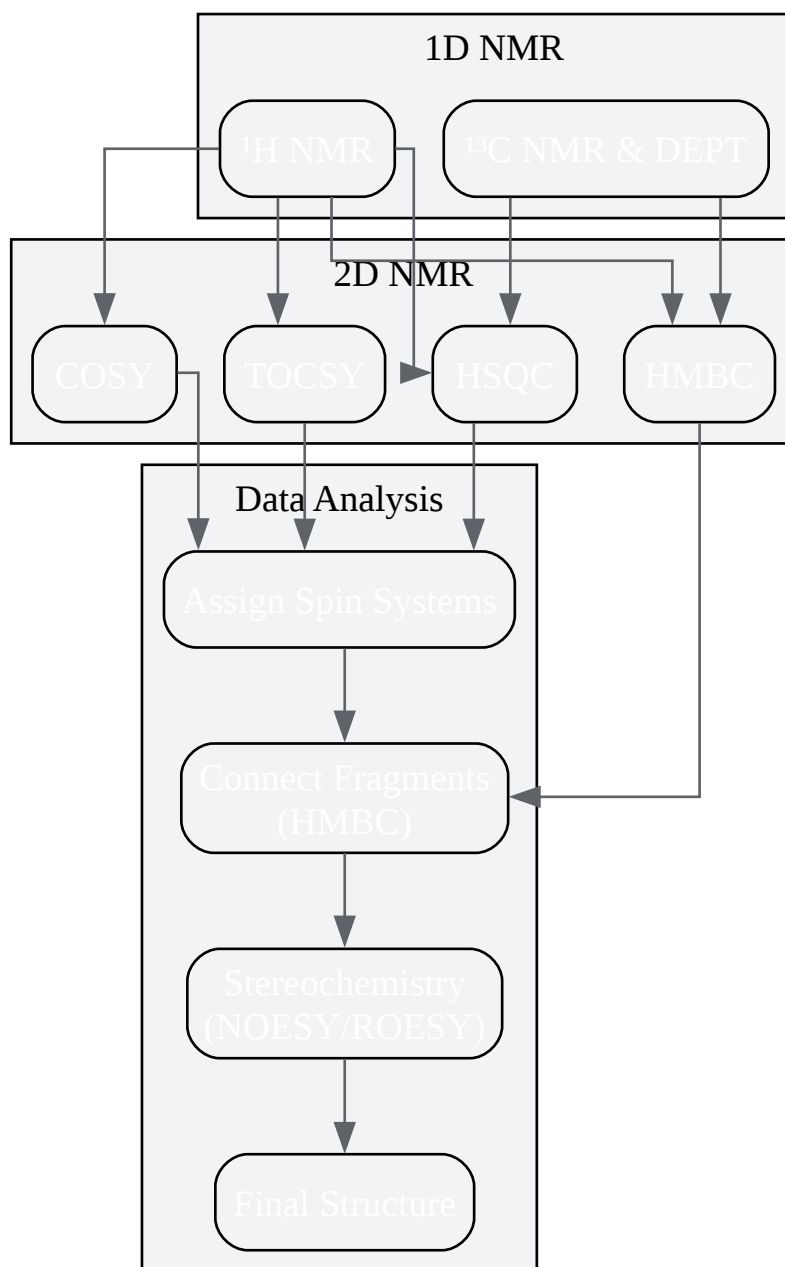 1D NMR
¹H NMR
¹³C NMR & DEPT
2D NMR
COSY
TOCSY
HSQC
HMBC
Data Analysis
Assign Spin Systems
Connect Fragments
(HMBC)
Stereochemistry
(NOESY/ROESY)
Final Structure